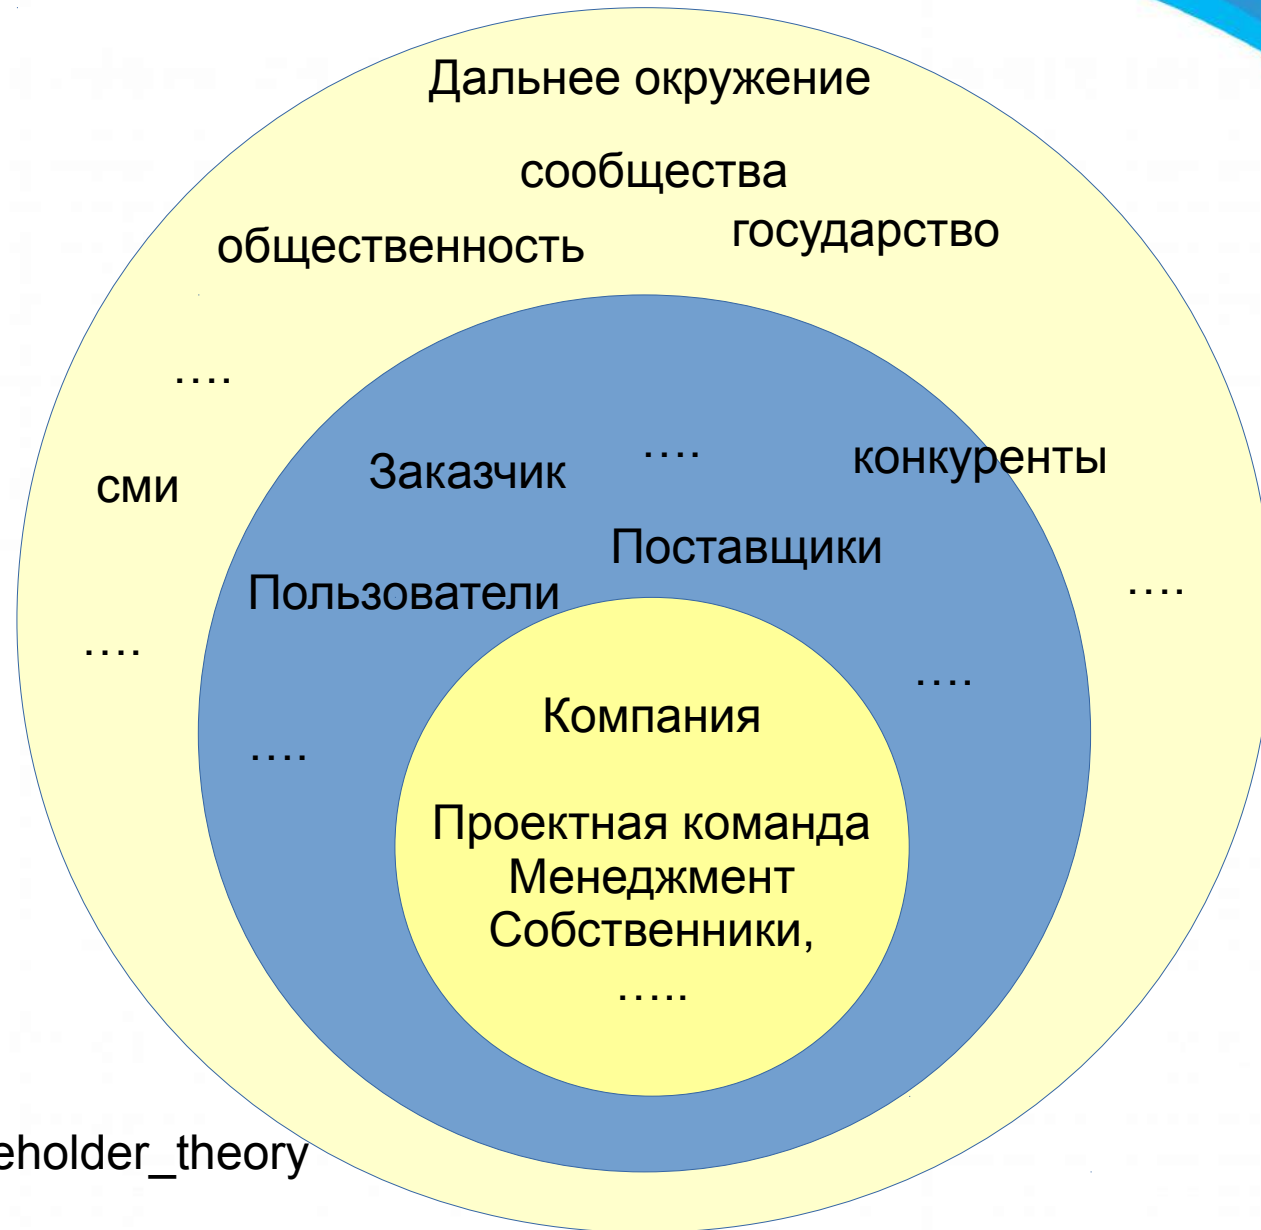 Дальнее окружение
сообщества
общественность
государство
….
Заказчик
….
конкуренты
сми
Поставщики
Пользователи
….
….
….
Компания
….
Проектная команда
Менеджмент
Собственники,
…..
eholder_theory